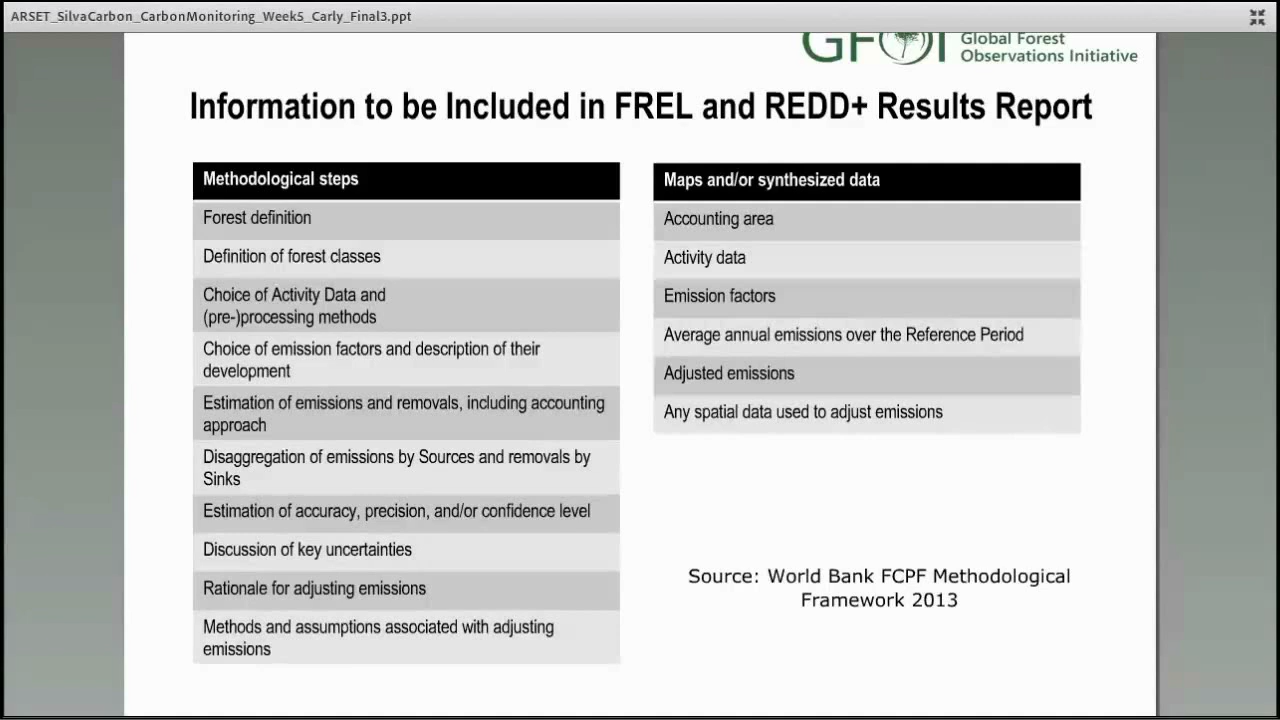 ARSET_SilvaCarbon_CarbonMonitoring_Week5_Carly_Final3.ppt
GFOI
Global Forest
Observations Initiative
Information to be Included in FREL and REDD+ Results Report
Methodological steps
Forest definition
Definition of forest classes
Choice of Activity Data and
(pre-)processing methods
Choice of emission factors and description of their
development
Estimation of emissions and removals, including accounting
approach
Disaggregation of emissions by Sources and removals by
Sinks
Estimation of accuracy, precision, and/or confidence level
Discussion of key uncertainties
Rationale for adjusting emissions
Methods and assumptions associated with adjusting
emissions
Maps and/or synthesized data
Accounting area
Activity data
Emission factors
Average annual emissions over the Reference Period
Adjusted emissions
Any spatial data used to adjust emissions
Source: World Bank FCPF Methodological
Framework 2013